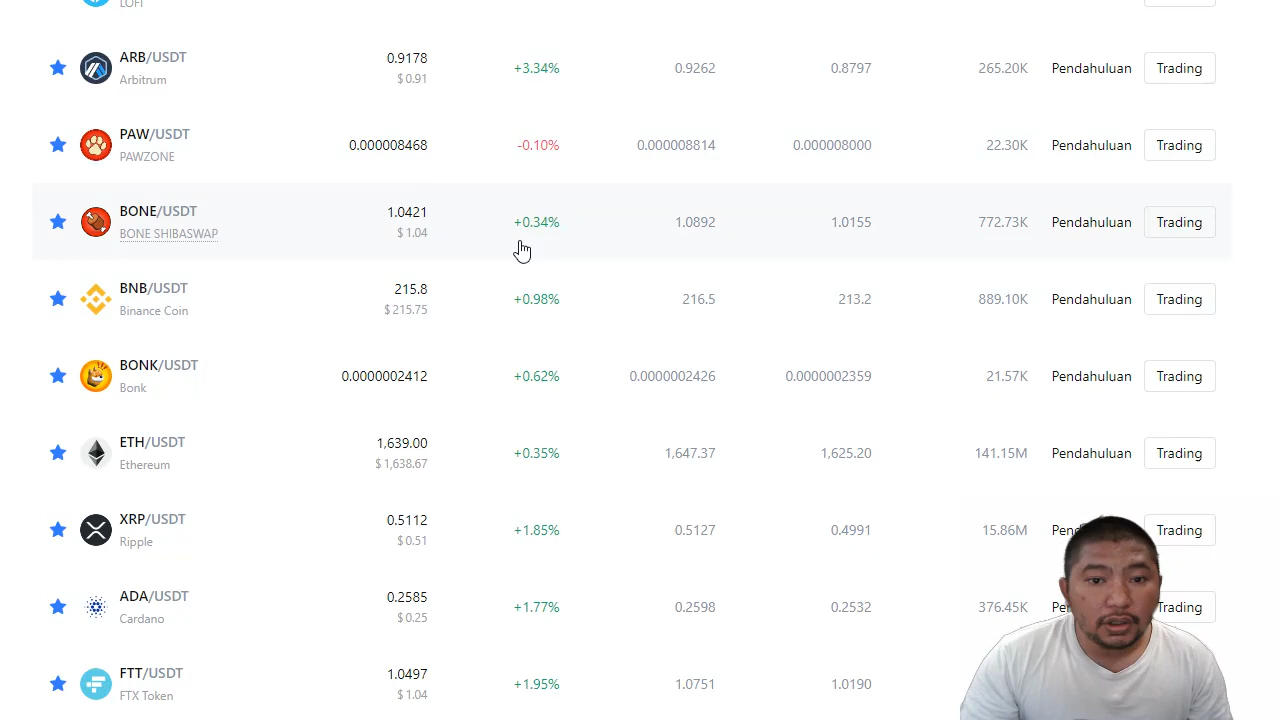 LOFI
ARB/USDT 0.9178 +3.34% 0.9262 0.8797 265.20K Pendahuluan Trading
Arbitrum $ 0.91
PAW/USDT 0.000008468 -0.10% 0.000008814 0.000008000 22.30K Pendahuluan Trading
PAWZONE
BONE/USDT 1.0421 +0.34% 1.0892 1.0155 772.73K Pendahuluan Trading
BONE SHIBASWAP $ 1.04
BNB/USDT 215.8 +0.98% 216.5 213.2 889.10K Pendahuluan Trading
Binance Coin $ 215.75
BONK/USDT 0.0000002412 +0.62% 0.0000002426 0.0000002359 21.57K Pendahuluan Trading
Bonk
ETH/USDT 1,639.00 +0.35% 1,647.37 1,625.20 141.15M Pendahuluan Trading
Ethereum $ 1,638.67
XRP/USDT 0.5112 +1.85% 0.5127 0.4991 15.86M Trading
Ripple $ 0.51
ADA/USDT 0.2585 +1.77% 0.2598 0.2532 376.45K Trading
Cardano $ 0.25
FTT/USDT 1.0497 +1.95% 1.0751 1.0190
FTX Token $ 1.04